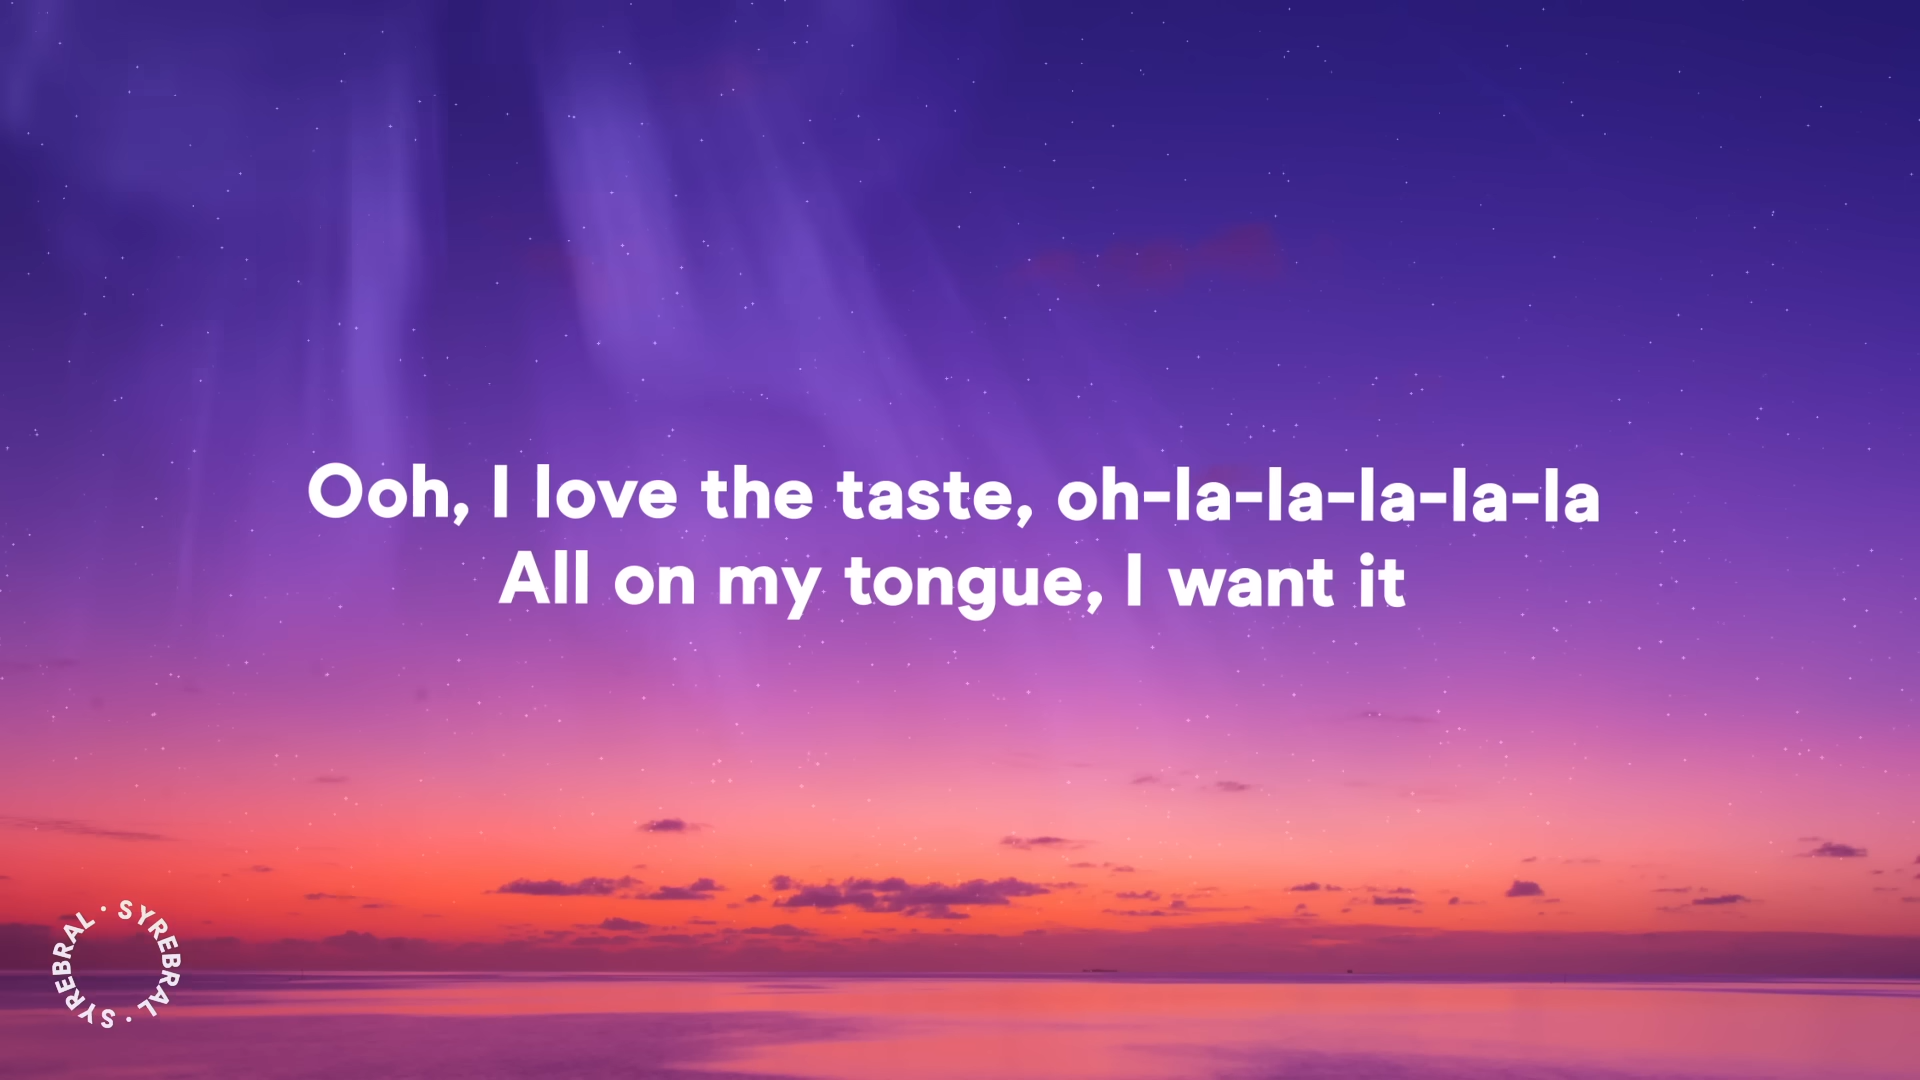 Ooh, I love the taste, oh-la-la-la-la-la
All on my tongue, I want it
SYREBRAL · SYREBRAL ·